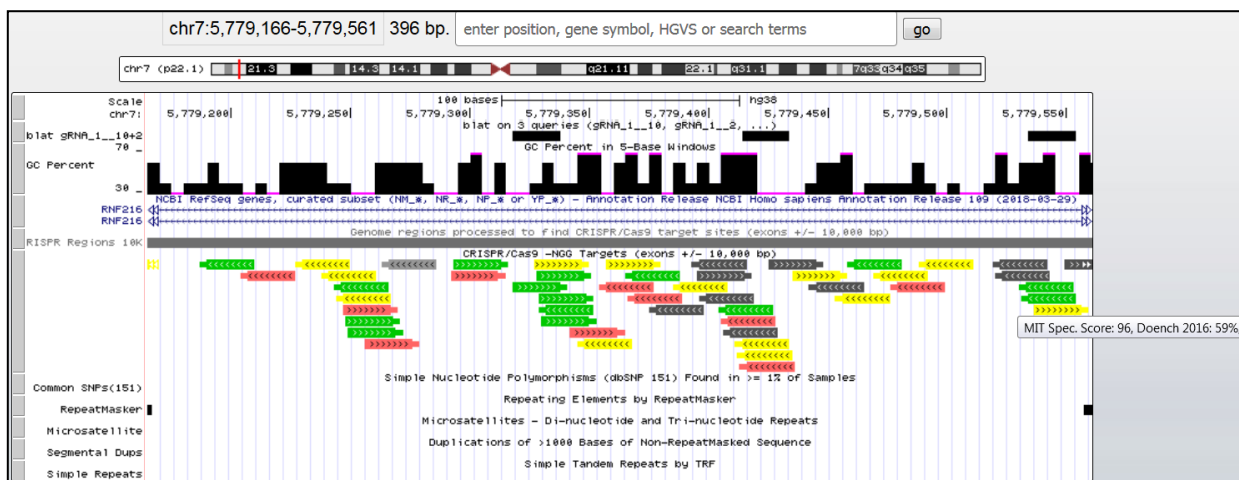 chr7:5,779,166-5,779,561 396 bp. enter position, gene symbol, HGVS or search terms go
chr7 (p22.1) 21.3 14.3 14.1 q21.11 22.1 q31.1 7q33 q34 q35
Scale 100 bases hg38
chr7: 5,779,200 5,779,250 5,779,300 5,779,350 5,779,400 5,779,450 5,779,500 5,779,550
blat on 3 queries (gRNA_1__10, gRNA_1__2, ...)
blat gRNA_1__10+2
GC Percent in 5-Base Windows
70 _
GC Percent
30 _
NCBI RefSeq genes, curated subset (NM_*, NR_*, NP_* or YP_*) - Annotation Release NCBI Homo sapiens Annotation Release 109 (2018-03-29)
RNF216
RNF216
Genome regions processed to find CRISPR/Cas9 target sites (exons +/- 10,000 bp)
RISPR Regions 10K
CRISPR/Cas9 -NGG Targets (exons +/- 10,000 bp)
MIT Spec. Score: 96, Doench 2016: 59%,
Simple Nucleotide Polymorphisms (dbSNP 151) Found in >= 1% of Samples
Common SNPs(151)
Repeating Elements by RepeatMasker
RepeatMasker
Microsatellites - Di-nucleotide and Tri-nucleotide Repeats
Microsatellite
Duplications of >1000 Bases of Non-RepeatMasked Sequence
Segmental Dups
Simple Tandem Repeats by TRF
Simple Repeats